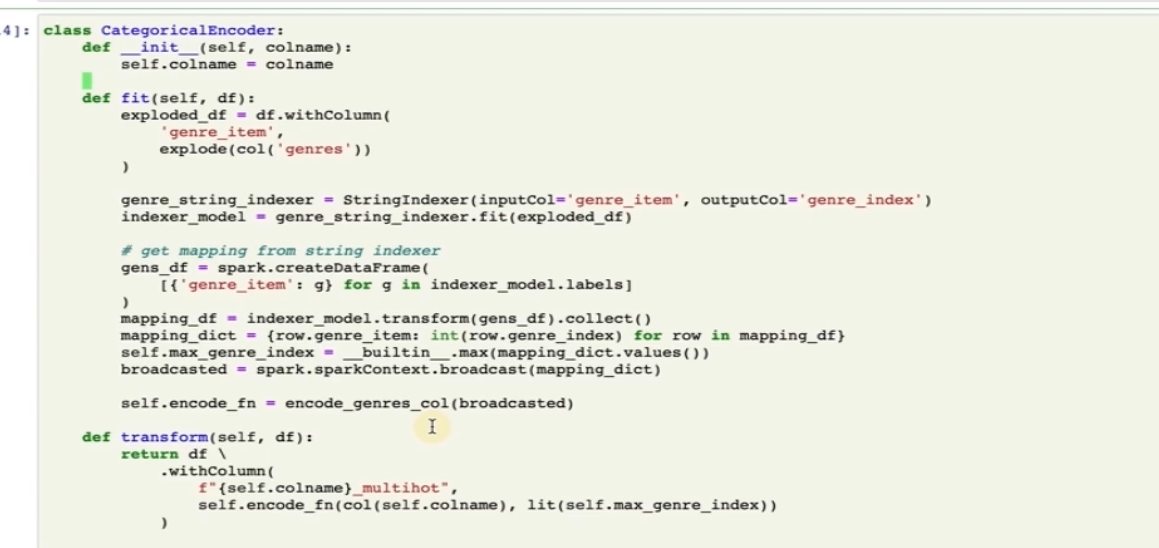 4]: class CategoricalEncoder:
    def __init__(self, colname):
        self.colname = colname

    def fit(self, df):
        exploded_df = df.withColumn(
            'genre_item',
            explode(col('genres'))
        )

        genre_string_indexer = StringIndexer(inputCol='genre_item', outputCol='genre_index')
        indexer_model = genre_string_indexer.fit(exploded_df)

        # get mapping from string indexer
        gens_df = spark.createDataFrame(
            [{'genre_item': g} for g in indexer_model.labels]
        )
        mapping_df = indexer_model.transform(gens_df).collect()
        mapping_dict = {row.genre_item: int(row.genre_index) for row in mapping_df}
        self.max_genre_index = __builtin__.max(mapping_dict.values())
        broadcasted = spark.sparkContext.broadcast(mapping_dict)

        self.encode_fn = encode_genres_col(broadcasted)

    def transform(self, df):
        return df \
            .withColumn(
                f"{self.colname}_multihot",
                self.encode_fn(col(self.colname), lit(self.max_genre_index))
            )